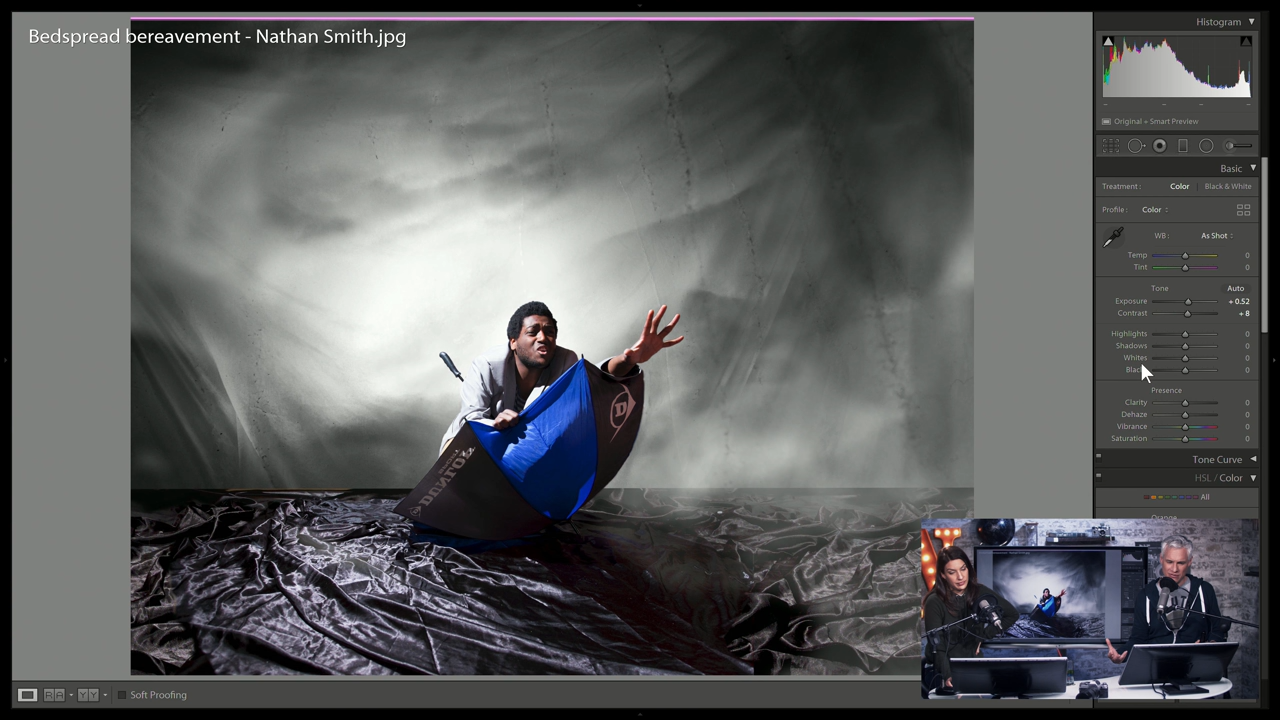 Bedspread bereavement - Nathan Smith.jpg
Histogram
Original + Smart Preview
Basic
Treatment : Color Black & White
Profile : Color
WB : As Shot
Temp 0
Tint 0
Tone Auto
Exposure + 0.52
Contrast + 8
Highlights 0
Shadows 0
Whites 0
0
Presence
Clarity 0
Dehaze 0
Vibrance 0
Saturation 0
Tone Curve
HSL / Color
All
Orange
D
Soft Proofing